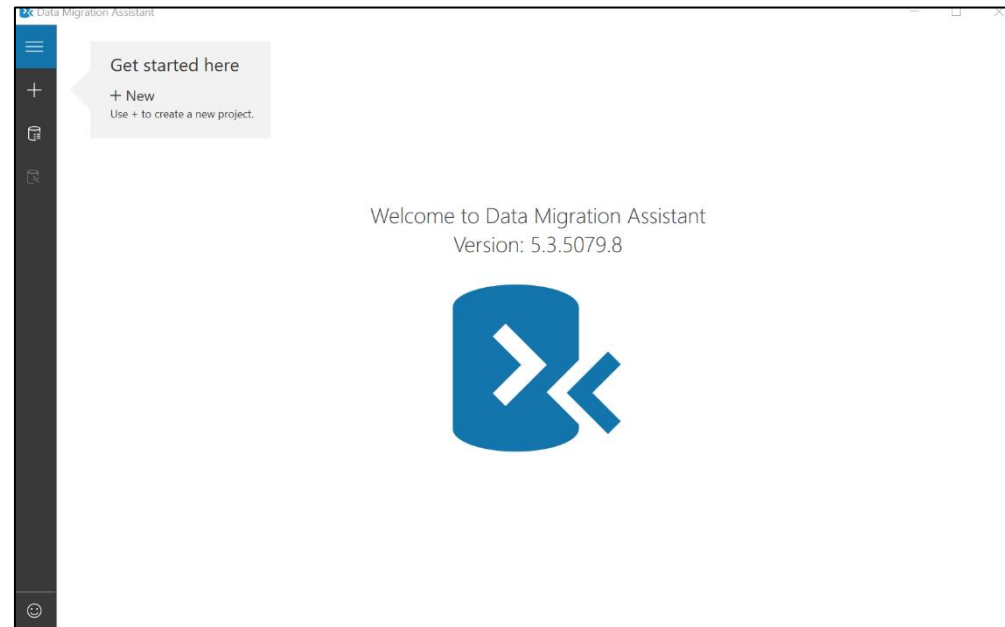 Data Migration Assistant
Get started here
+ New
Use + to create a new project.
Welcome to Data Migration Assistant
Version: 5.3.5079.8